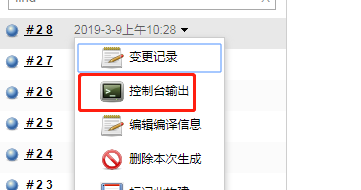 #28 2019-3-9上午10:28
变更记录
#27
#26 控制台输出
#25 编辑编译信息
#24 删除本次生成
#23